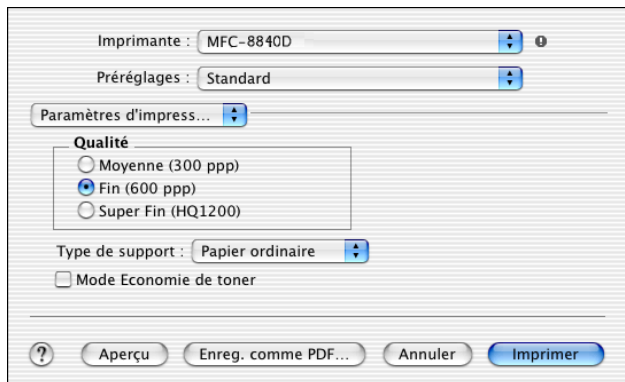 Imprimante : MFC-8840D
Préréglages : Standard
Paramètres d'impress...
Qualité
Moyenne (300 ppp)
Fin (600 ppp)
Super Fin (HQ1200)
Type de support : Papier ordinaire
Mode Economie de toner
? Aperçu Enreg. comme PDF... Annuler Imprimer